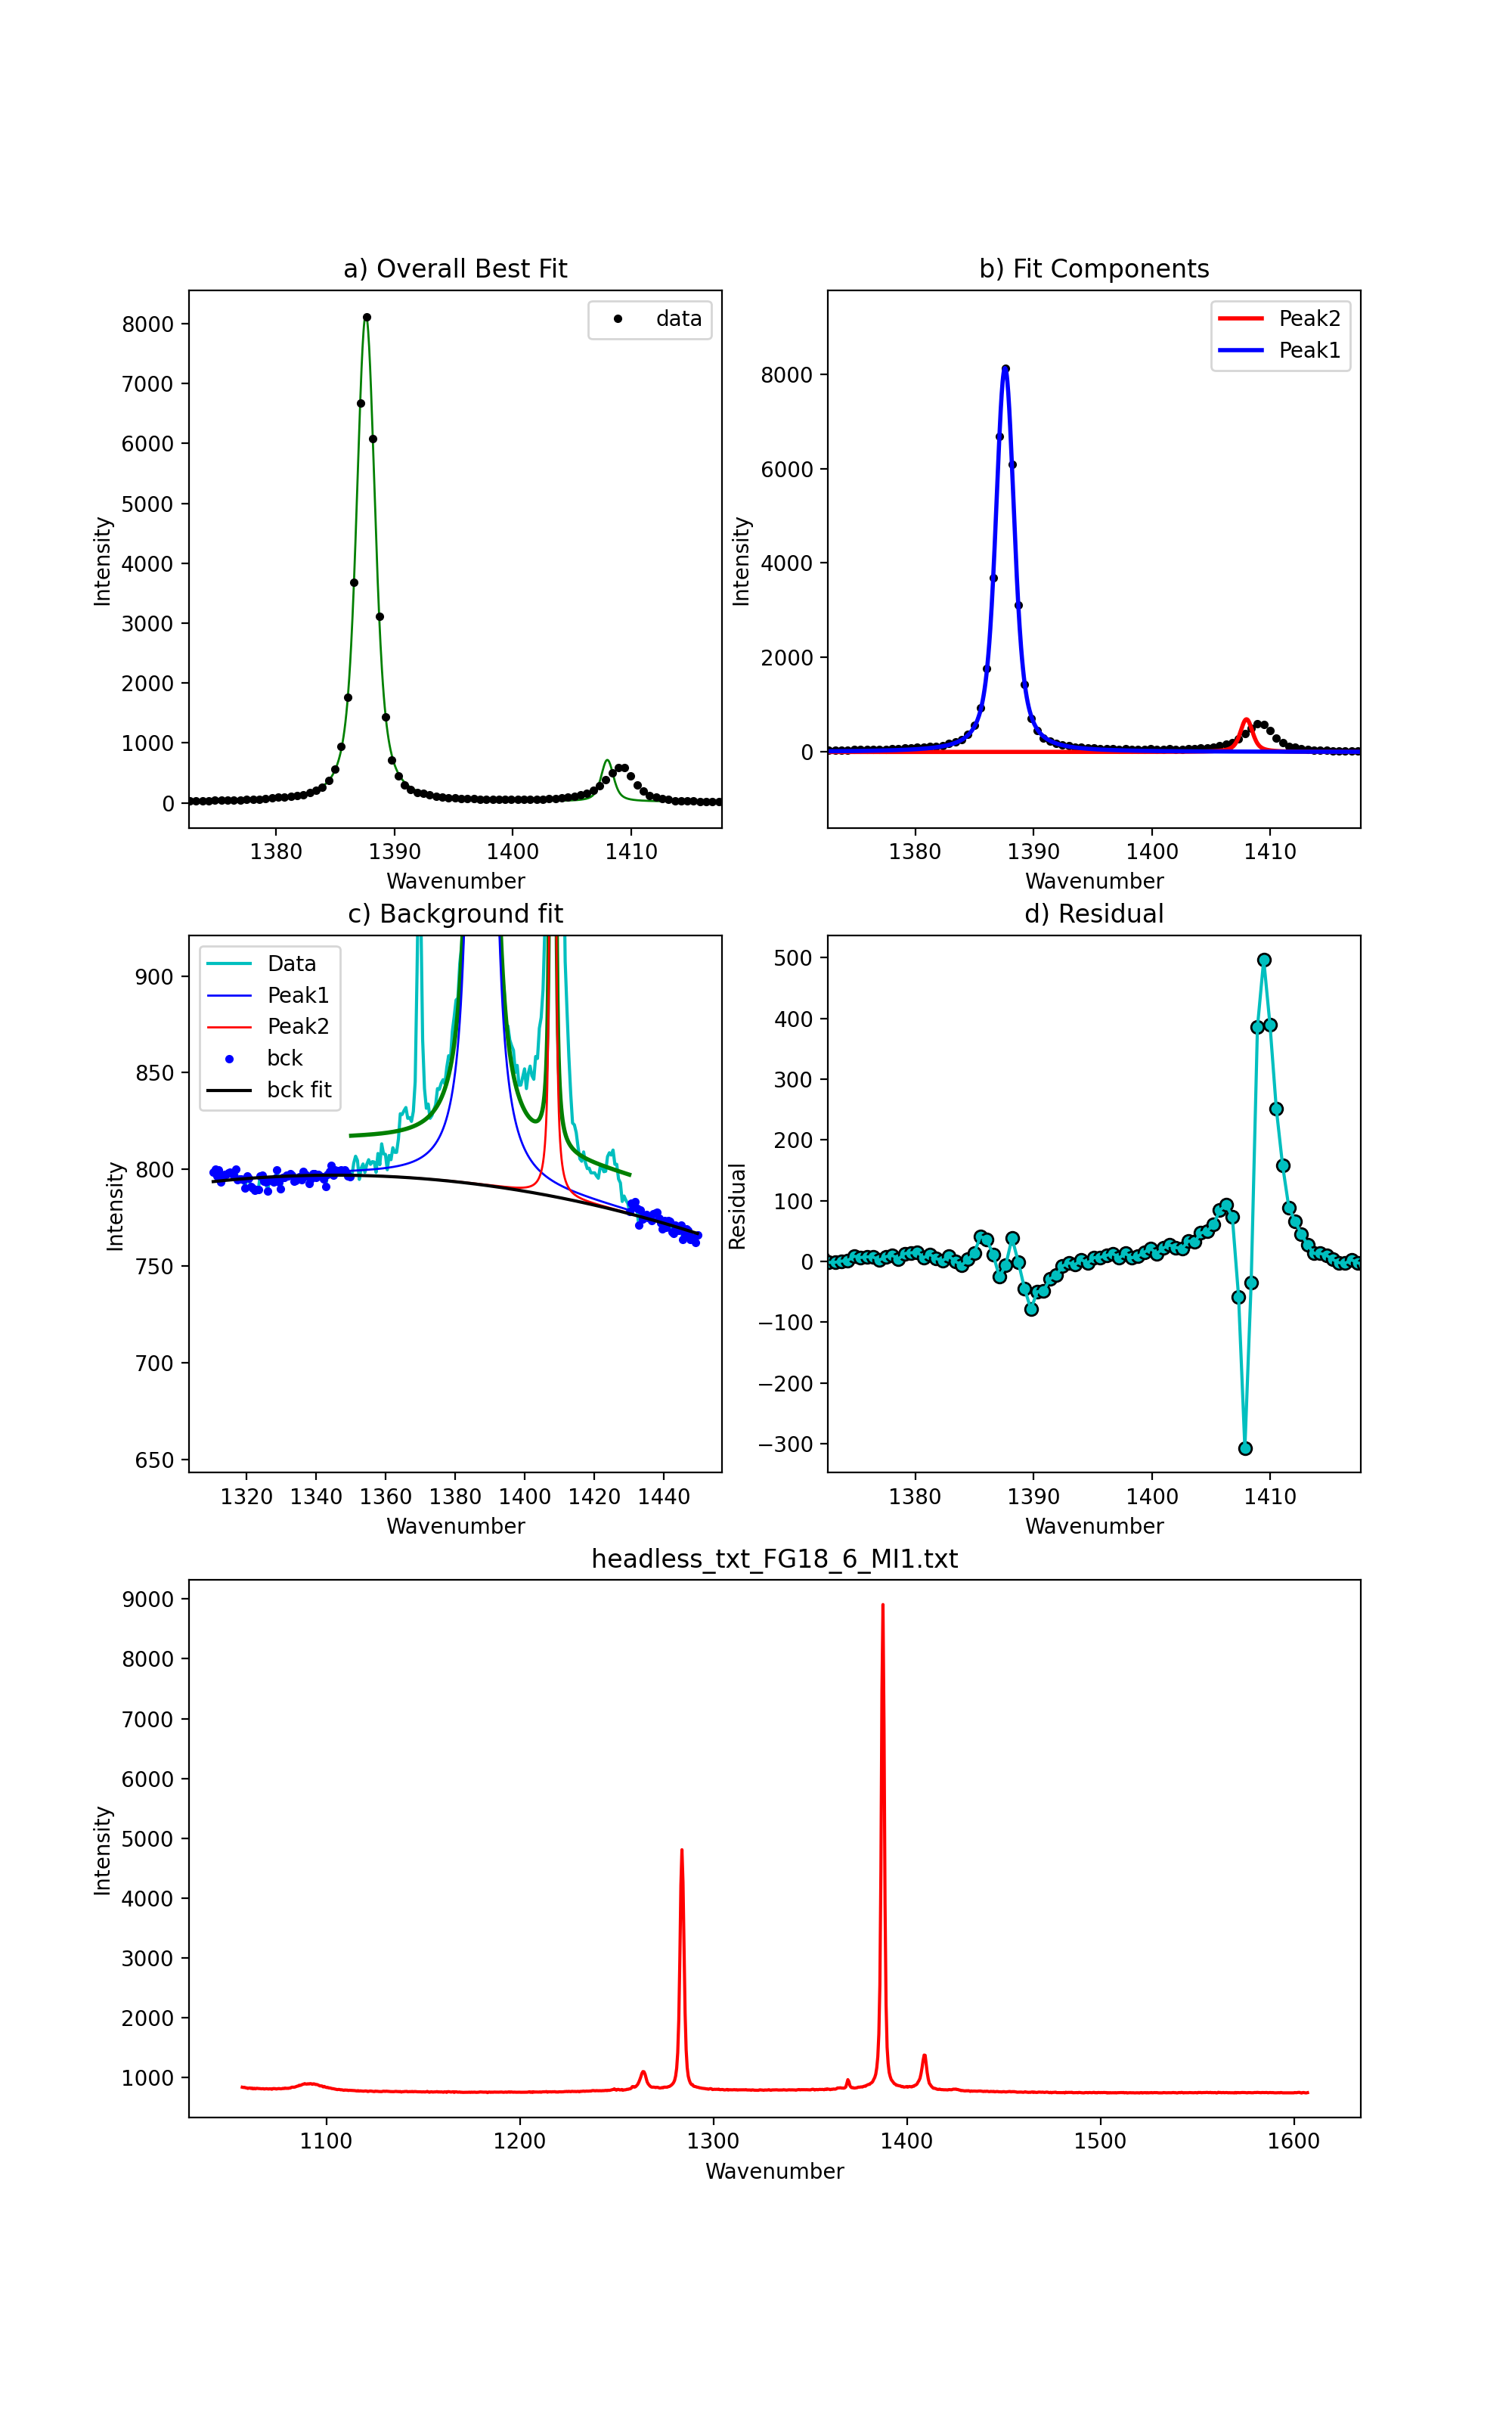 a) Overall Best Fit
data
8000
7000
6000
5000
4000
3000
2000
1000
0
Intensity
1380 1390 1400 1410
Wavenumber
b) Fit Components
Peak2
Peak1
8000
6000
4000
2000
0
Intensity
1380 1390 1400 1410
Wavenumber
c) Background fit
Data
Peak1
Peak2
bck
bck fit
900
850
800
750
700
650
Intensity
1320 1340 1360 1380 1400 1420 1440
Wavenumber
d) Residual
500
400
300
200
100
0
−100
−200
−300
Residual
1380 1390 1400 1410
Wavenumber
headless_txt_FG18_6_MI1.txt
9000
8000
7000
6000
5000
4000
3000
2000
1000
Intensity
1100 1200 1300 1400 1500 1600
Wavenumber